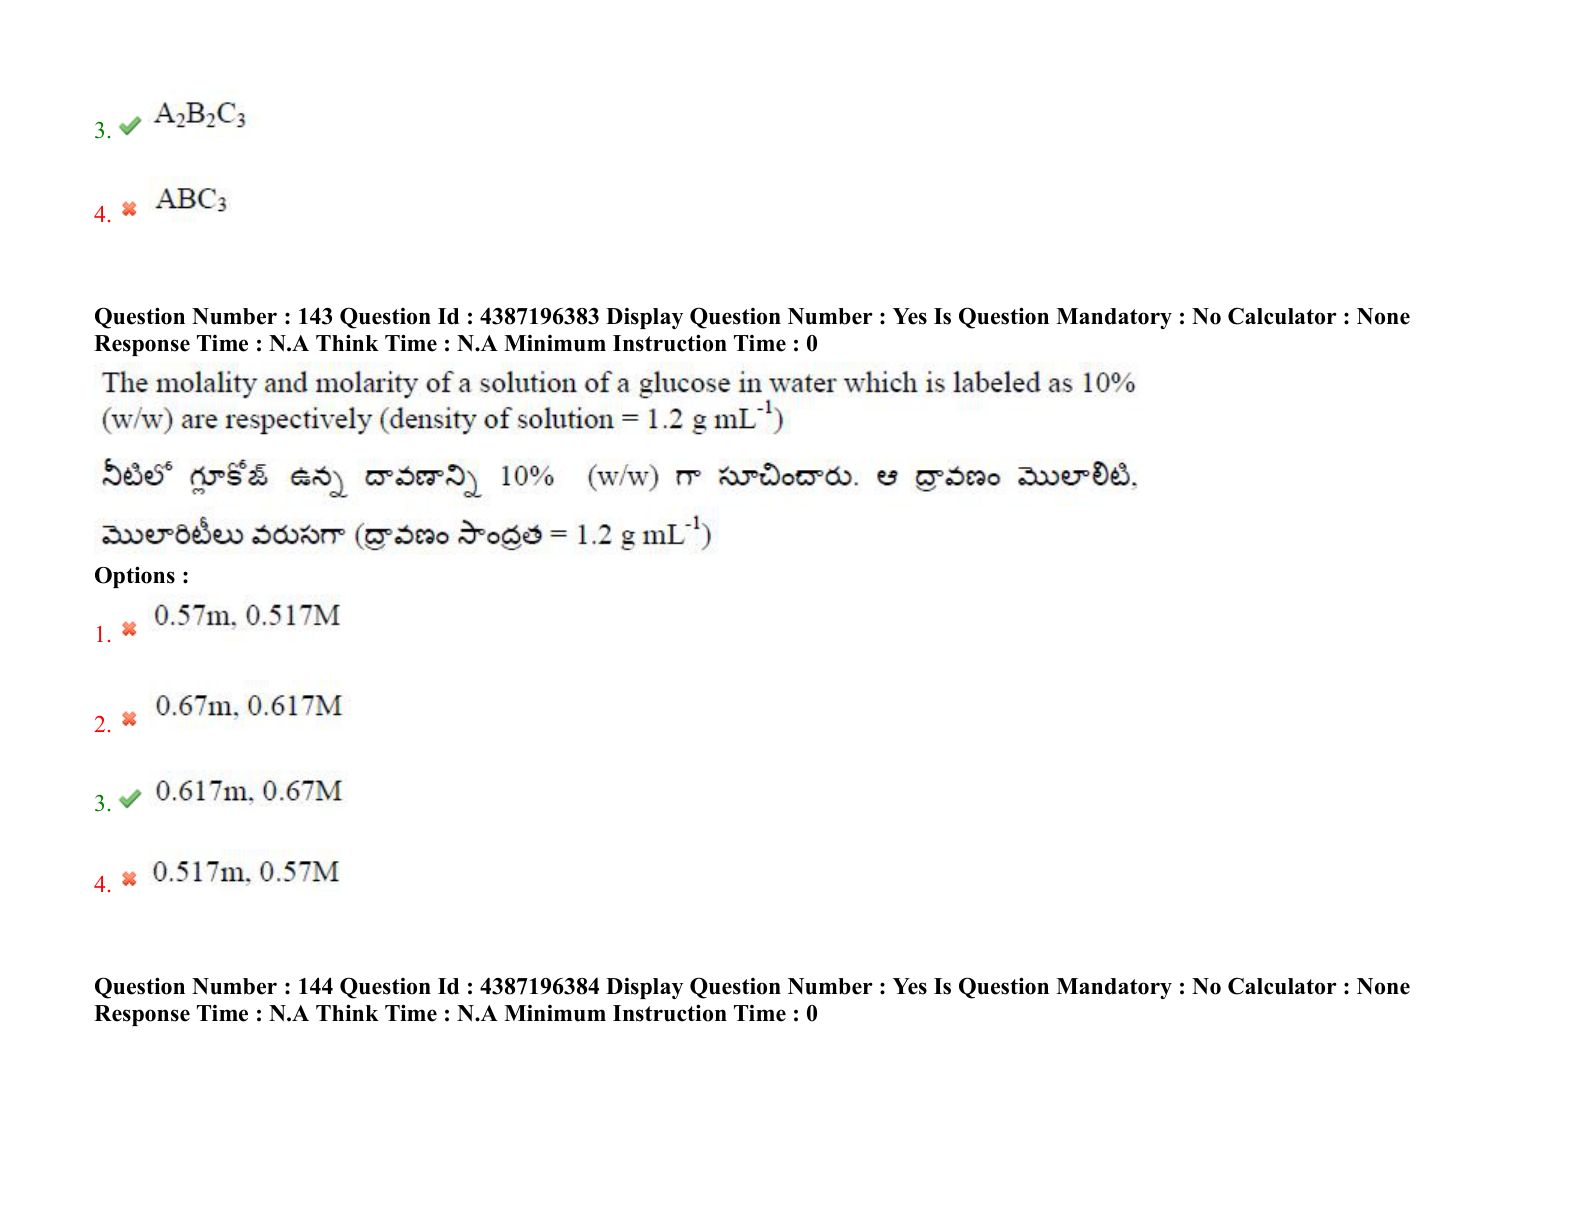 3. A₂B₂C₃
4. ABC₃
Question Number : 143 Question Id : 4387196383 Display Question Number : Yes Is Question Mandatory : No Calculator : None
Response Time : N.A Think Time : N.A Minimum Instruction Time : 0
The molality and molarity of a solution of a glucose in water which is labeled as 10%
(w/w) are respectively (density of solution = 1.2 g mL⁻¹)
నీటిలో గ్లూకోజ్ ఉన్న దావణాన్ని 10% (w/w) గా సూచించారు. ఆ ద్రావణం మొలాలిటి,
మొలారిటీలు వరుసగా (ద్రావణం సాంద్రత = 1.2 g mL⁻¹)
Options :
1. 0.57m, 0.517M
2. 0.67m, 0.617M
3. 0.617m, 0.67M
4. 0.517m, 0.57M
Question Number : 144 Question Id : 4387196384 Display Question Number : Yes Is Question Mandatory : No Calculator : None
Response Time : N.A Think Time : N.A Minimum Instruction Time : 0